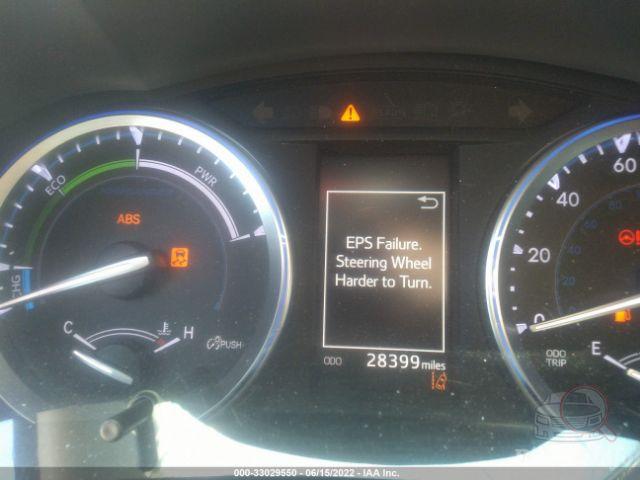 60
ECO
PWR
40
ABS
EPS Failure.
Steering Wheel
Harder to Turn.
20
CHG
C
H
PUSH
0
E
ODO
TRIP
ODO 28399 miles
000-33029550 - 06/15/2022 - IAA Inc.